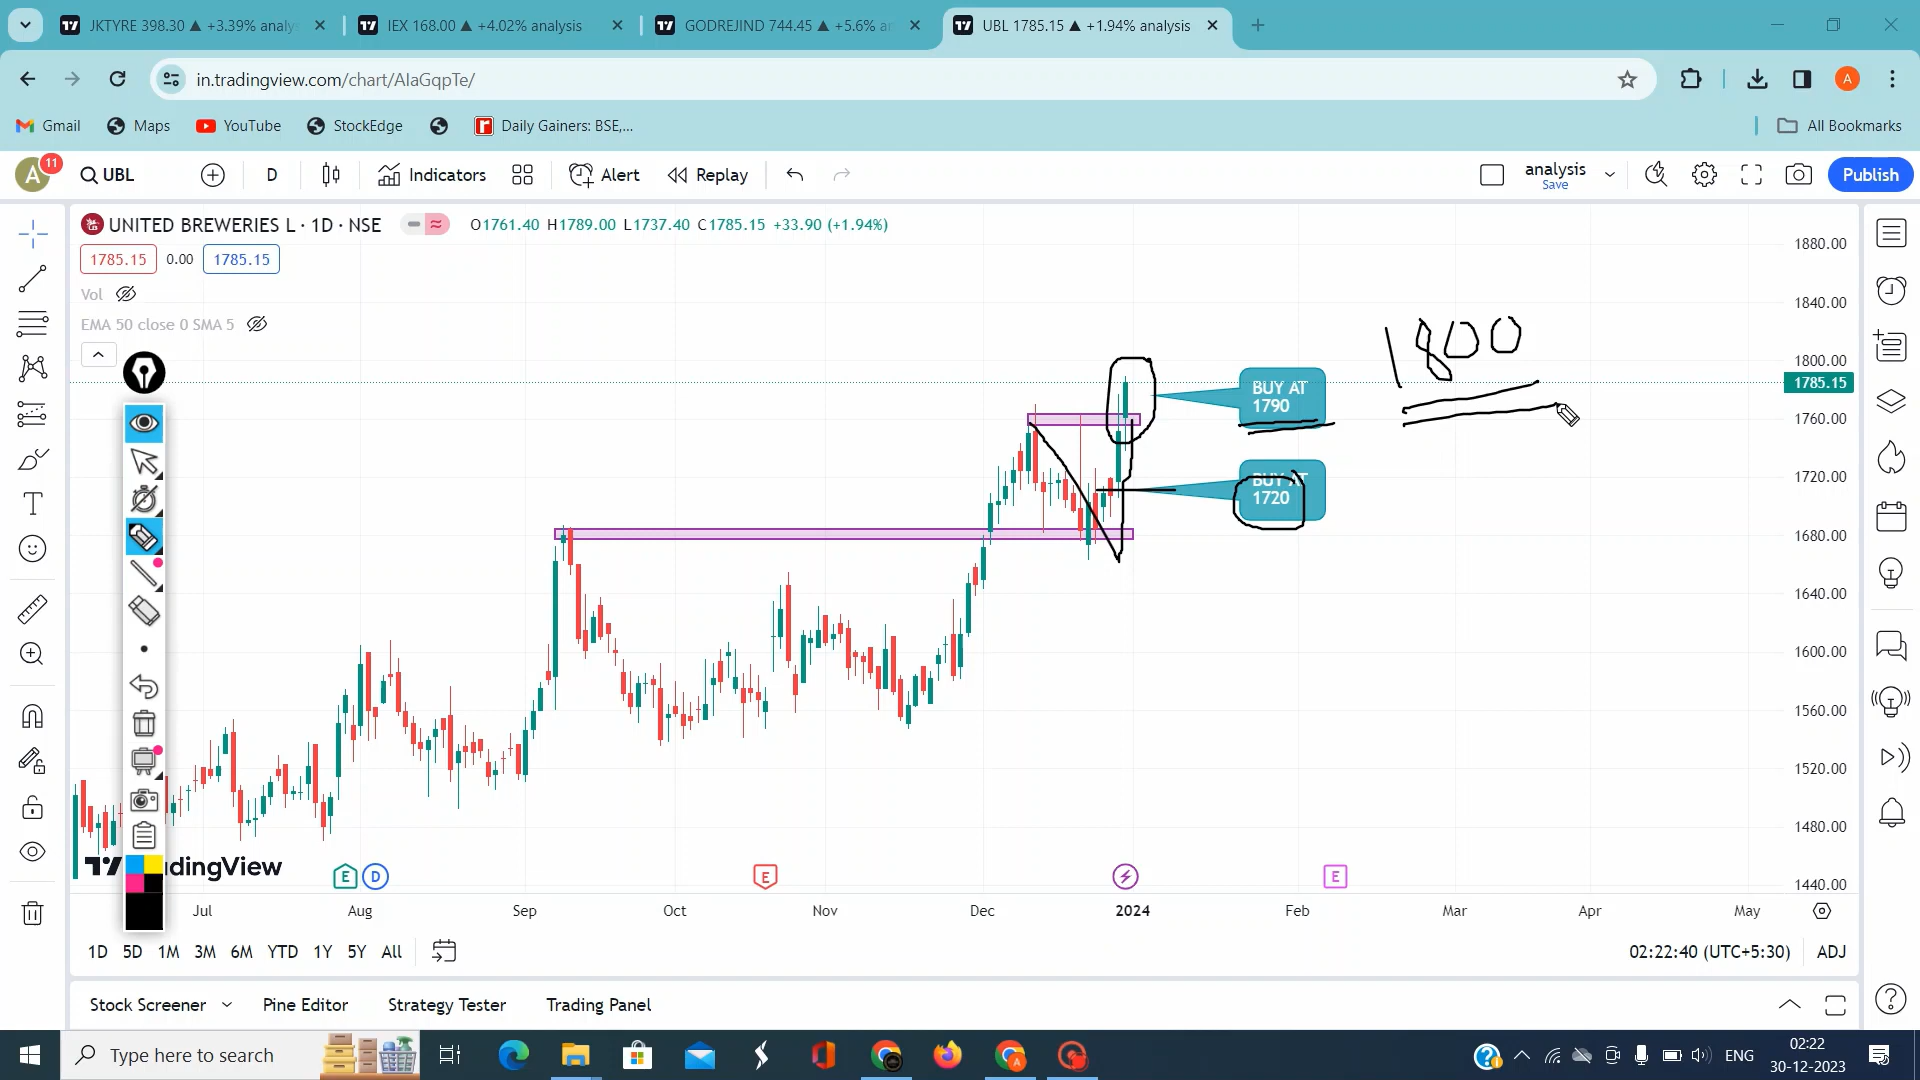 JKTYRE 398.30 ▲ +3.39% analys
IEX 168.00 ▲ +4.02% analysis
GODREJIND 744.45 ▲ +5.6% a
UBL 1785.15 ▲ +1.94% analysis
in.tradingview.com/chart/AlaGqpTe/
A
Gmail
Maps
YouTube
StockEdge
Daily Gainers: BSE,...
All Bookmarks
A
11
UBL
D
Indicators
Alert
Replay
analysis
Save
Publish
UNITED BREWERIES L · 1D · NSE
O1761.40 H1789.00 L1737.40 C1785.15 +33.90 (+1.94%)
1785.15
0.00
1785.15
Vol
EMA 50 close 0 SMA 5
1880.00
1840.00
1800.00
1785.15
1760.00
1720.00
1680.00
1640.00
1600.00
1560.00
1520.00
1480.00
1440.00
1800
BUY AT
1790
BUY AT
1720
E
D
E
E
Jul
Aug
Sep
Oct
Nov
Dec
2024
Feb
Mar
Apr
May
1D
5D
1M
3M
6M
YTD
1Y
5Y
All
02:22:40 (UTC+5:30)
ADJ
Stock Screener
Pine Editor
Strategy Tester
Trading Panel
Type here to search
ENG
02:22
30-12-2023